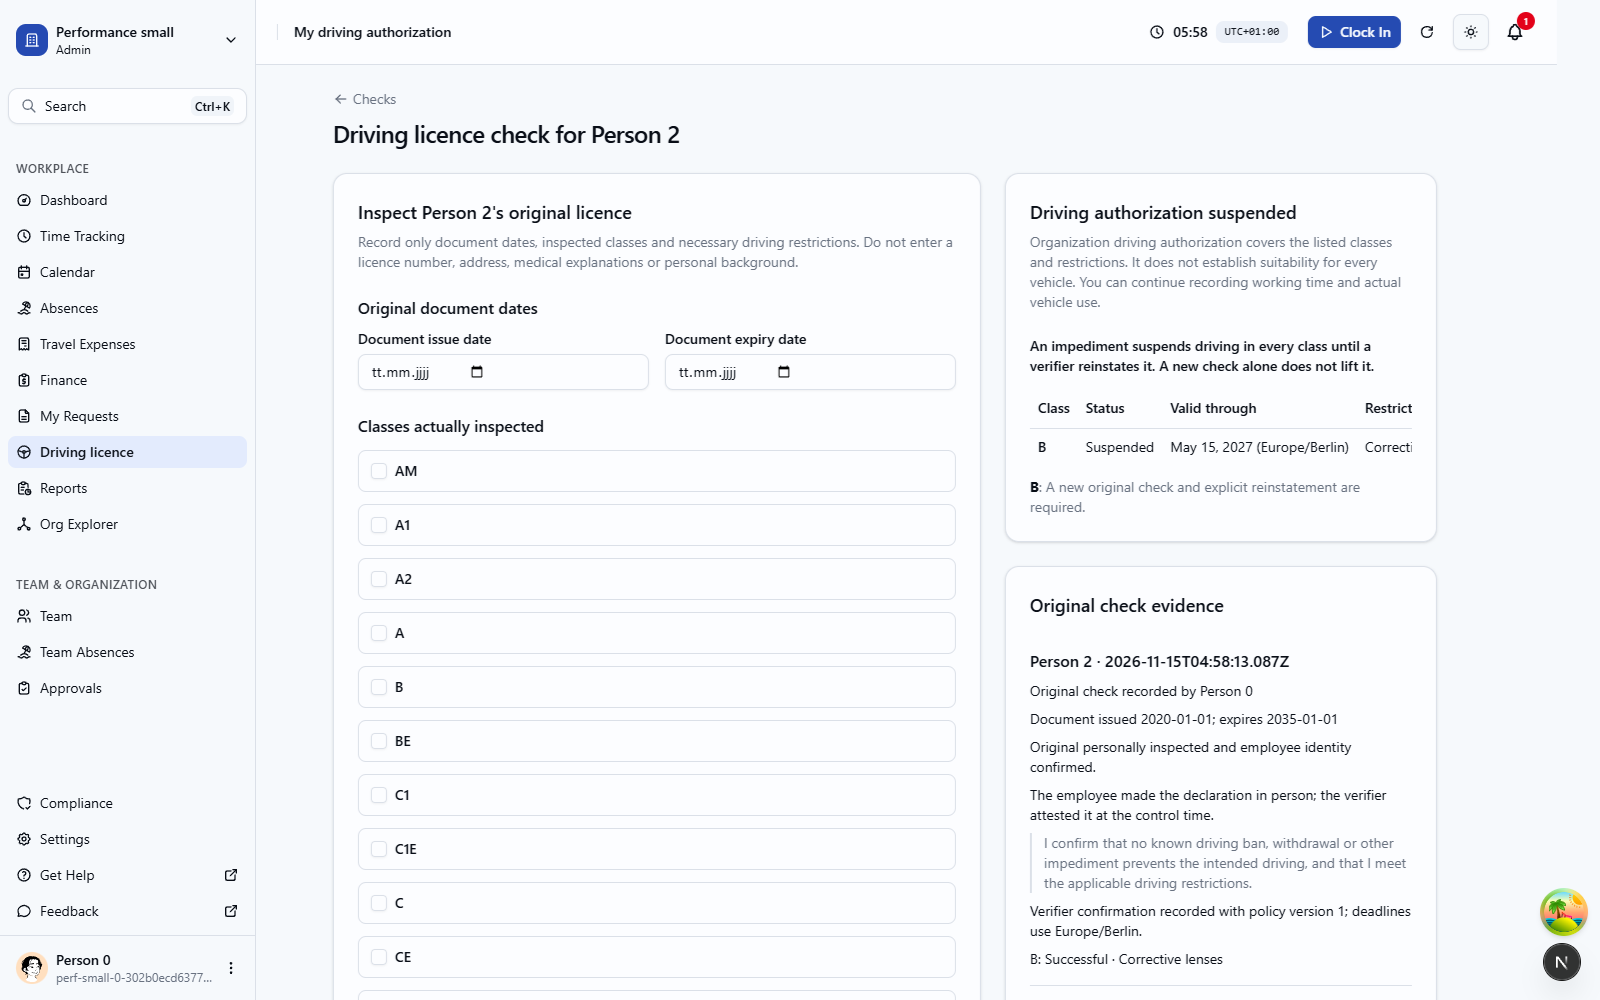 Performance small
Admin
Search
Ctrl+K
WORKPLACE
Dashboard
Time Tracking
Calendar
Absences
Travel Expenses
Finance
My Requests
Driving licence
Reports
Org Explorer
TEAM & ORGANIZATION
Team
Team Absences
Approvals
Compliance
Settings
Get Help
Feedback
Person 0
perf-small-0-302b0ecd6377...
My driving authorization
05:58
UTC+01:00
Clock In
1
Checks
Driving licence check for Person 2
Inspect Person 2's original licence
Record only document dates, inspected classes and necessary driving restrictions. Do not enter a
licence number, address, medical explanations or personal background.
Original document dates
Document issue date
Document expiry date
tt.mm.jjjj
tt.mm.jjjj
Classes actually inspected
AM
A1
A2
A
B
BE
C1
C1E
C
CE
Driving authorization suspended
Organization driving authorization covers the listed classes
and restrictions. It does not establish suitability for every
vehicle. You can continue recording working time and actual
vehicle use.
An impediment suspends driving in every class until a
verifier reinstates it. A new check alone does not lift it.
Class Status Valid through Restrict
B Suspended May 15, 2027 (Europe/Berlin) Correcti
B: A new original check and explicit reinstatement are
required.
Original check evidence
Person 2 · 2026-11-15T04:58:13.087Z
Original check recorded by Person 0
Document issued 2020-01-01; expires 2035-01-01
Original personally inspected and employee identity
confirmed.
The employee made the declaration in person; the verifier
attested it at the control time.
I confirm that no known driving ban, withdrawal or other
impediment prevents the intended driving, and that I meet
the applicable driving restrictions.
Verifier confirmation recorded with policy version 1; deadlines
use Europe/Berlin.
B: Successful · Corrective lenses
N